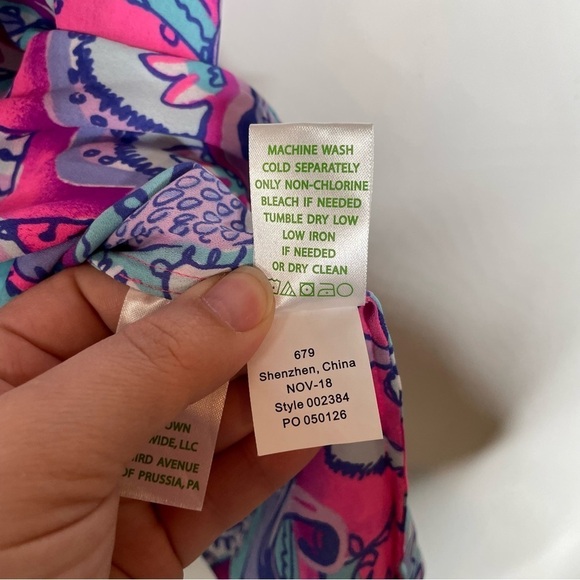 MACHINE WASH
COLD SEPARATELY
ONLY NON-CHLORINE
BLEACH IF NEEDED
TUMBLE DRY LOW
LOW IRON
IF NEEDED
OR DRY CLEAN
679
Shenzhen, China
NOV-18
Style 002384
PO 050126
OWN
WIDE, LLC
IRD AVENUE
OF PRUSSIA, PA